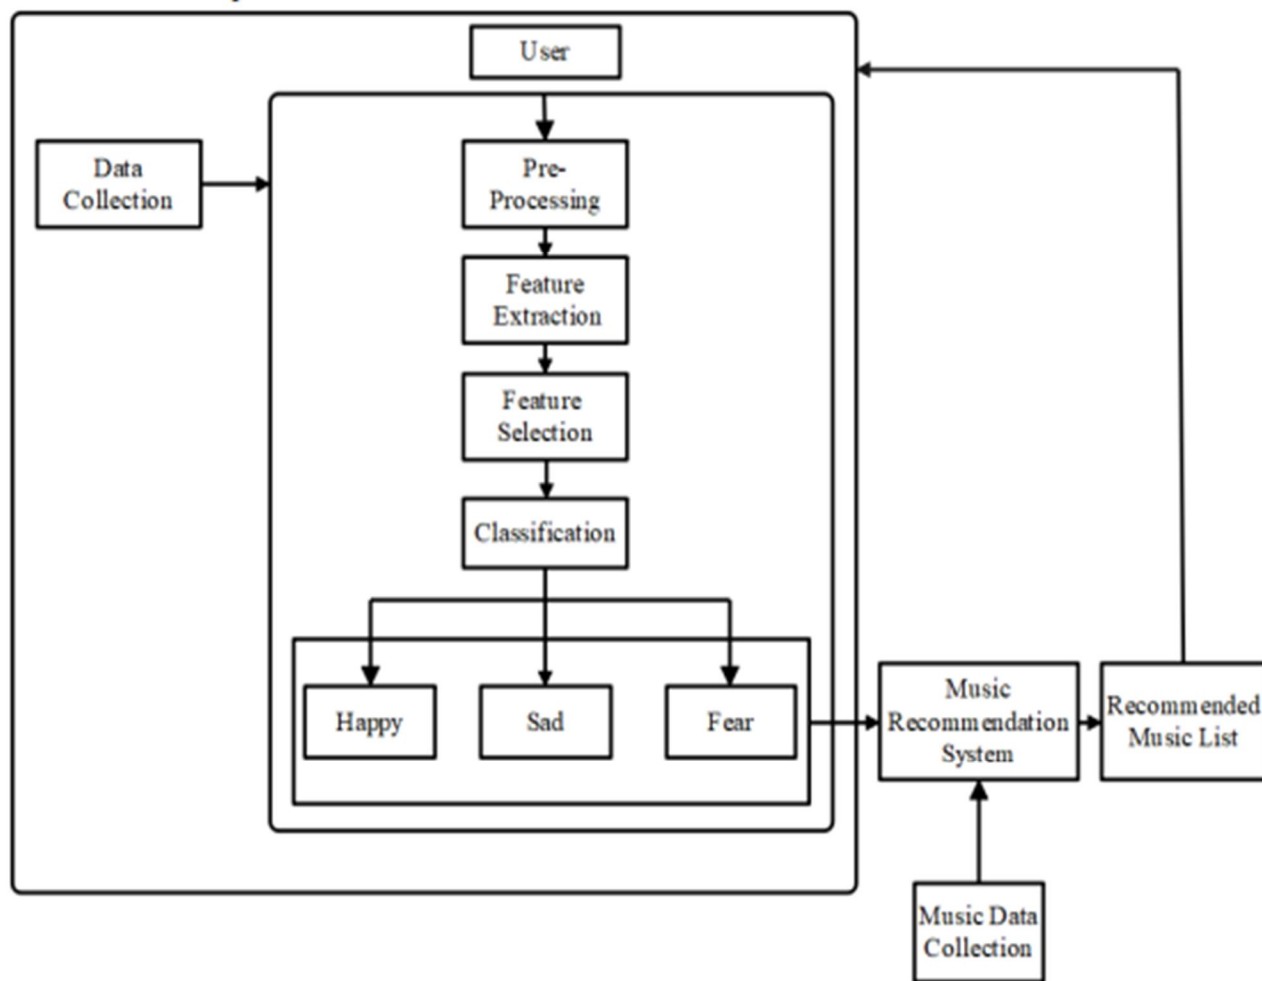 User
Data
Collection
Pre-
Processing
Feature
Extraction
Feature
Selection
Classification
Happy
Sad
Fear
Music
Recommendation
System
Recommended
Music List
Music Data
Collection